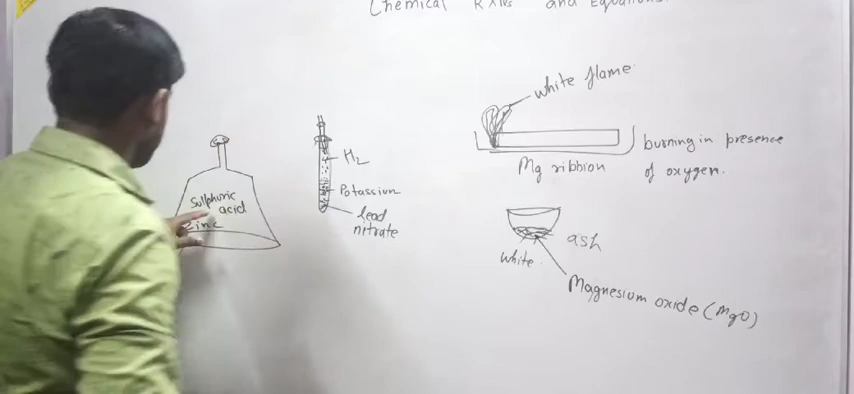 Chemical RXNs and Equations.
white flame
burning in presence
of oxygen.
Mg ribbion
H2
Sulphuric
acid
Zinc
Potassium
lead
nitrate
ash
white
Magnesium oxide (MgO)